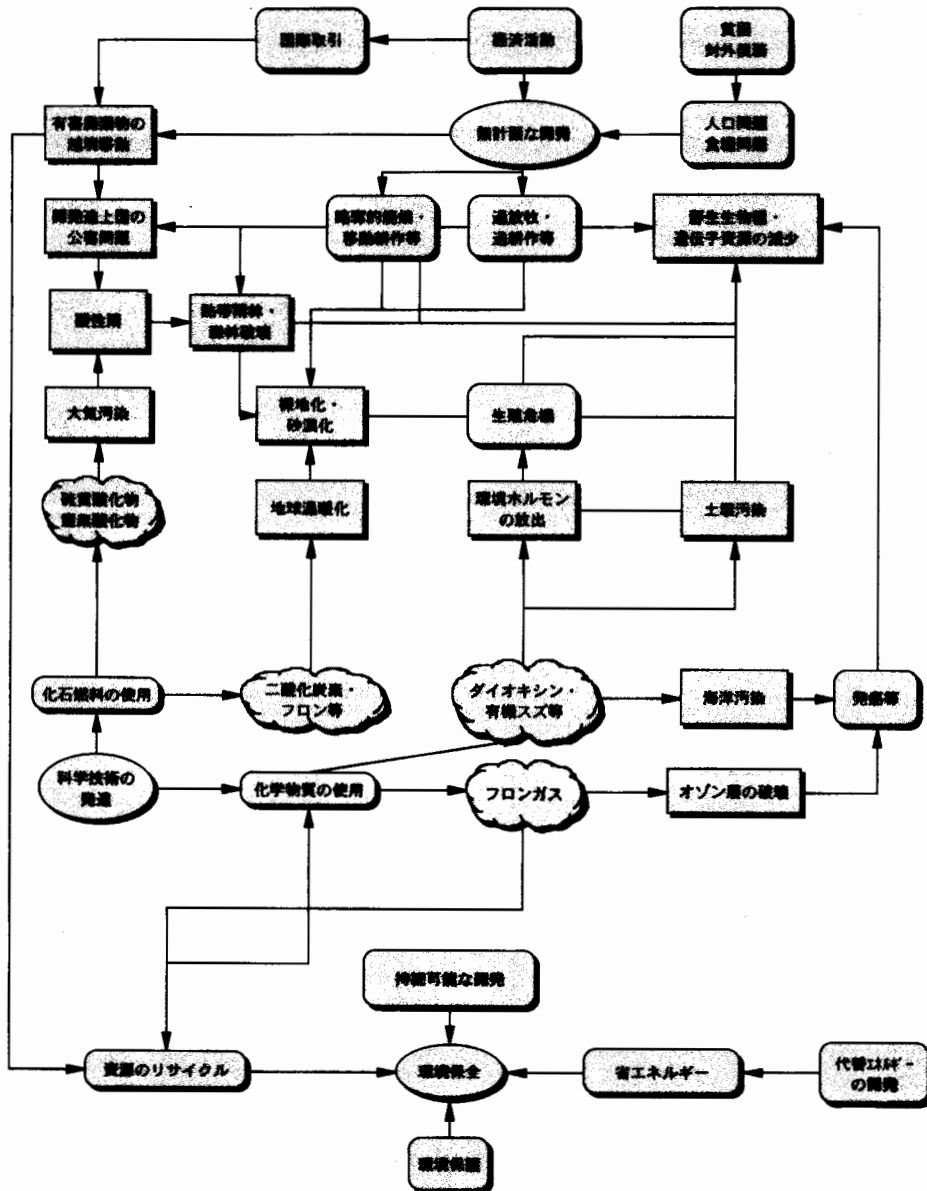 国際取引
経済活動
貧困
対外債務
有害廃棄物の
越境移動
無計画な開発
人口問題
食糧問題
開発途上国の
公害問題
略奪的焼畑・
移動耕作等
過放牧・
過耕作等
野生生物種・
遺伝子資源の減少
酸性雨
熱帯雨林・
森林破壊
大気汚染
裸地化・
砂漠化
生殖危機
硫黄酸化物
窒素酸化物
地球温暖化
環境ホルモン
の放出
土壌汚染
化石燃料の使用
二酸化炭素・
フロン等
ダイオキシン・
有機スズ等
海洋汚染
発癌等
科学技術の
発達
化学物質の使用
フロンガス
オゾン層の破壊
持続可能な開発
資源のリサイクル
環境保全
省エネルギー
代替エネルギー
の開発